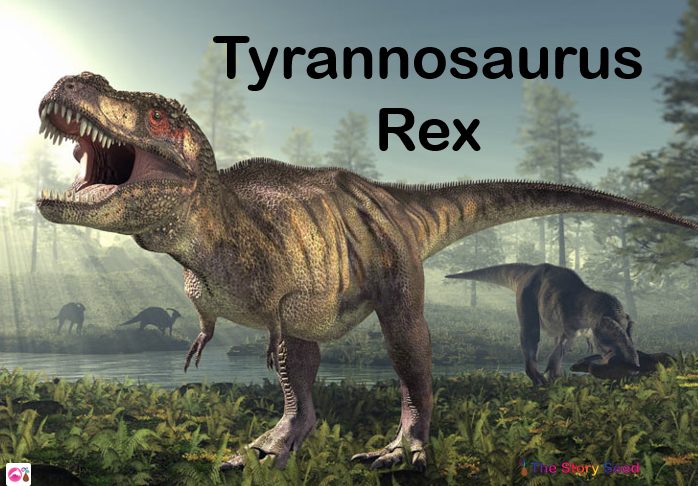 Tyrannosaurus
Rex
The Story Seed